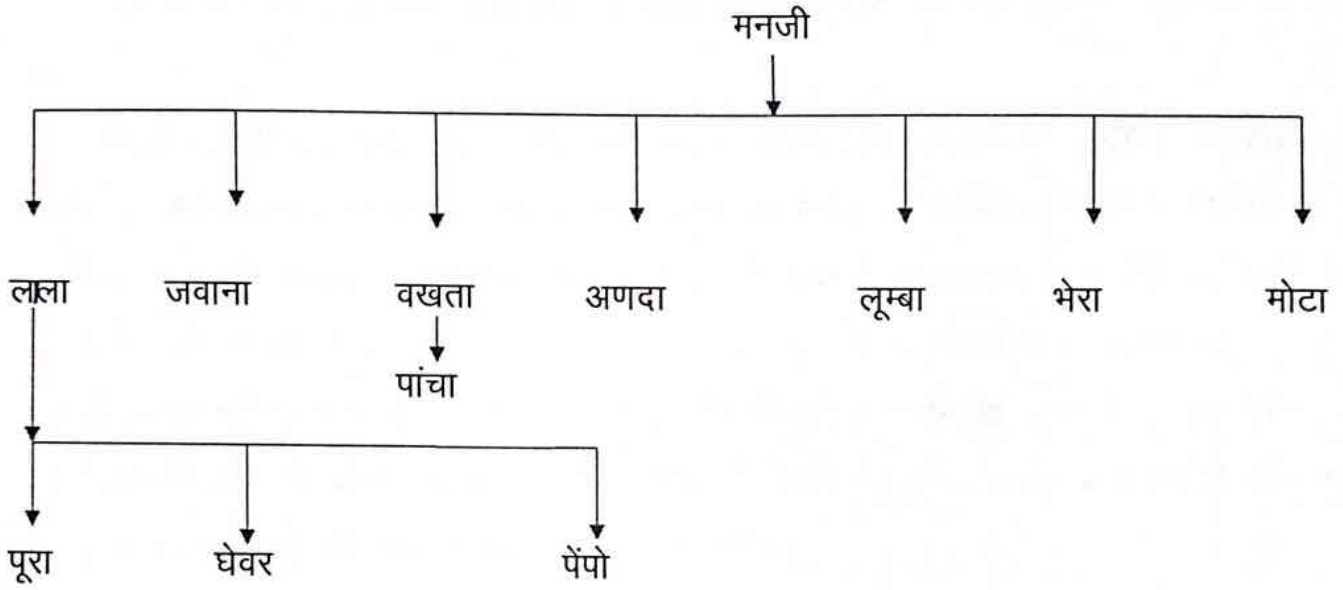 मनजी
लाला जवाना वखता अणदा लूम्बा भेरा मोटा
पांचा
पूरा घेवर पेंपो